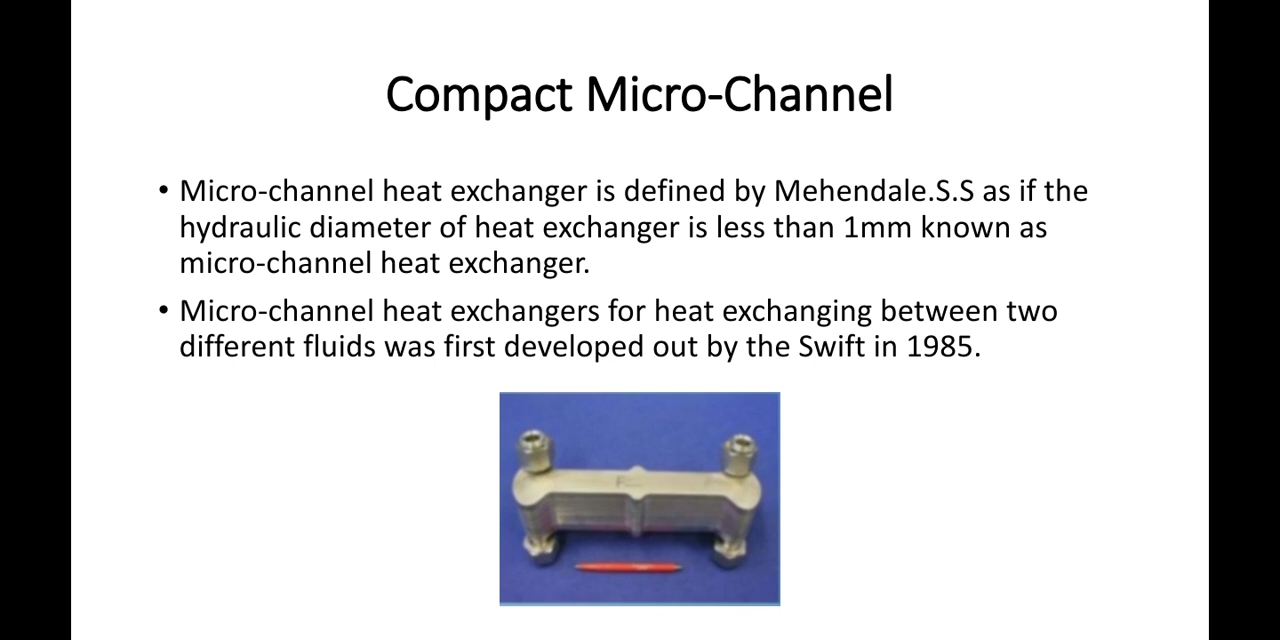 Compact Micro-Channel
• Micro-channel heat exchanger is defined by Mehendale.S.S as if the
hydraulic diameter of heat exchanger is less than 1mm known as
micro-channel heat exchanger.
• Micro-channel heat exchangers for heat exchanging between two
different fluids was first developed out by the Swift in 1985.